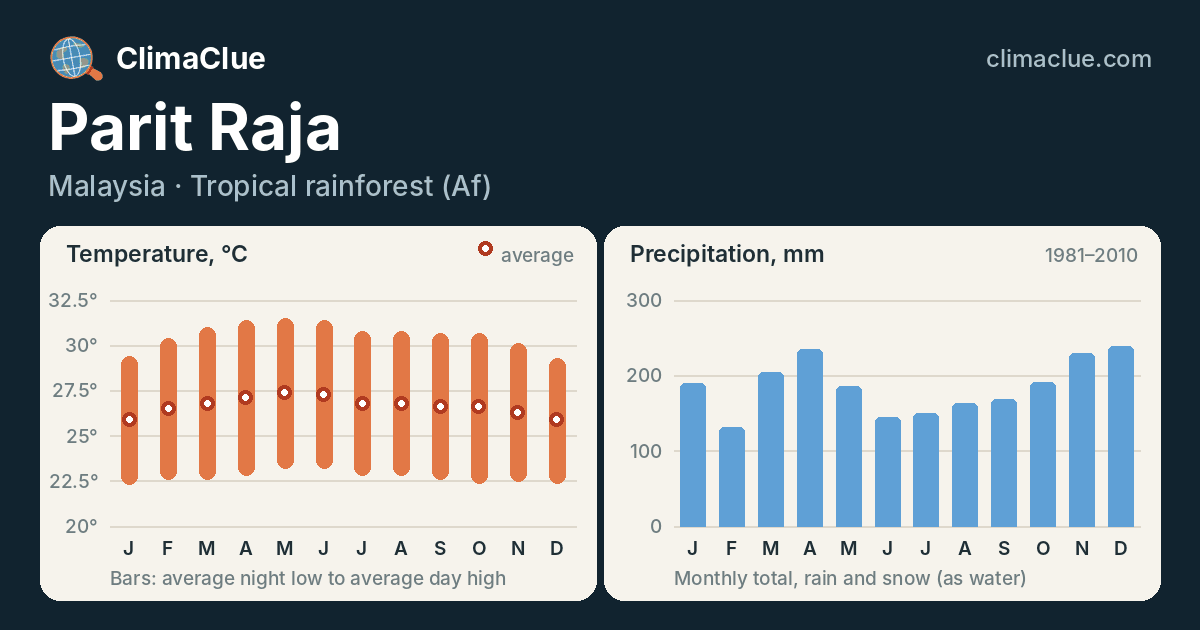 ClimaClue
climaclue.com
Parit Raja
Malaysia · Tropical rainforest (Af)
Temperature, °C
average
32.5°
30°
27.5°
25°
22.5°
20°
J F M A M J J A S O N D
Bars: average night low to average day high
Precipitation, mm
1981–2010
300
200
100
0
J F M A M J J A S O N D
Monthly total, rain and snow (as water)